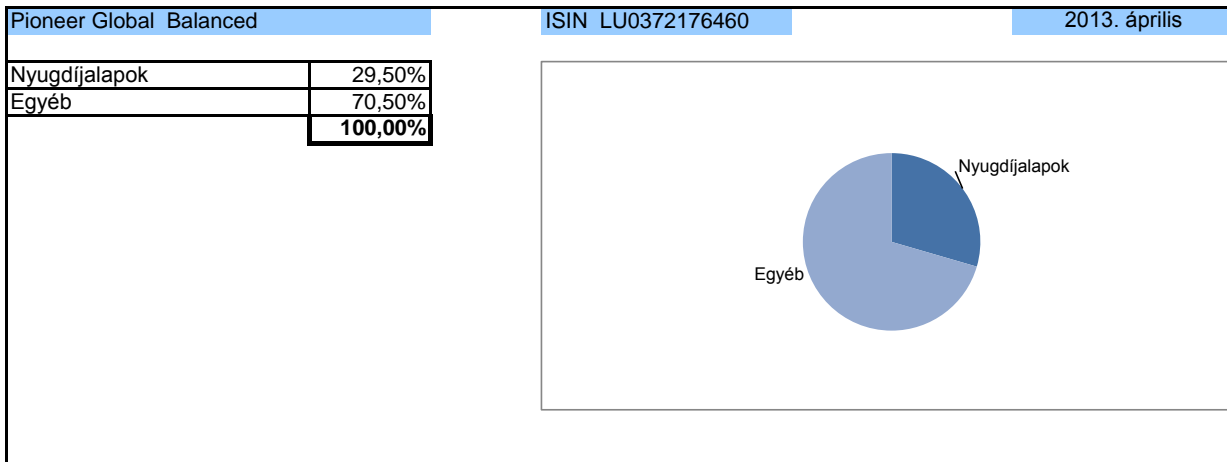 Pioneer Global  Balanced ISIN  LU0372176460 2013. április
Nyugdíjalapok 29,50%
Egyéb 70,50%
100,00%
Nyugdíjalapok
Egyéb